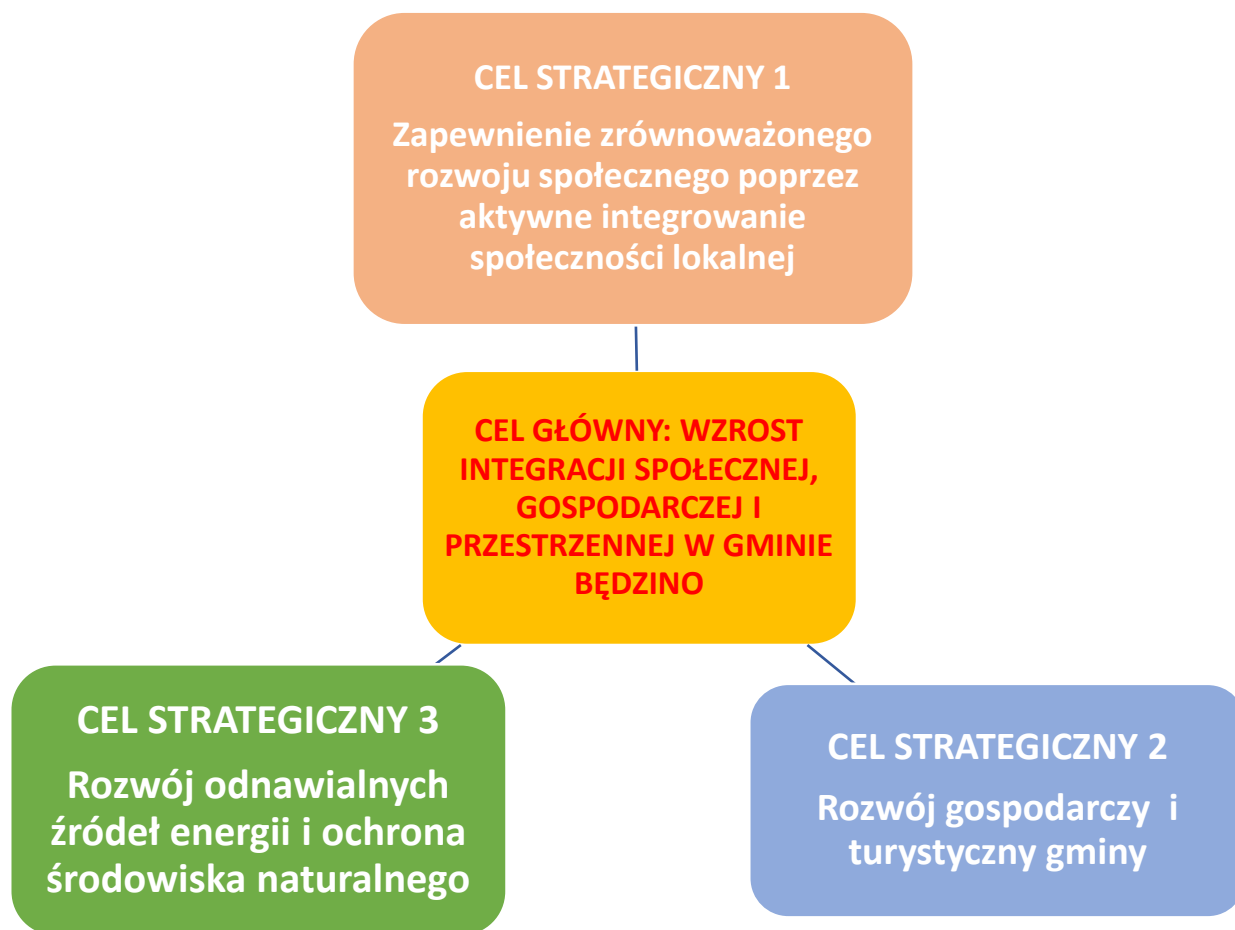 CEL STRATEGICZNY 1
Zapewnienie zrównoważonego
rozwoju społecznego poprzez
aktywne integrowanie
społeczności lokalnej
CEL GŁÓWNY: WZROST
INTEGRACJI SPOŁECZNEJ,
GOSPODARCZEJ I
PRZESTRZENNEJ W GMINIE
BĘDZINO
CEL STRATEGICZNY 3
Rozwój odnawialnych
źródeł energii i ochrona
środowiska naturalnego
CEL STRATEGICZNY 2
Rozwój gospodarczy i
turystyczny gminy